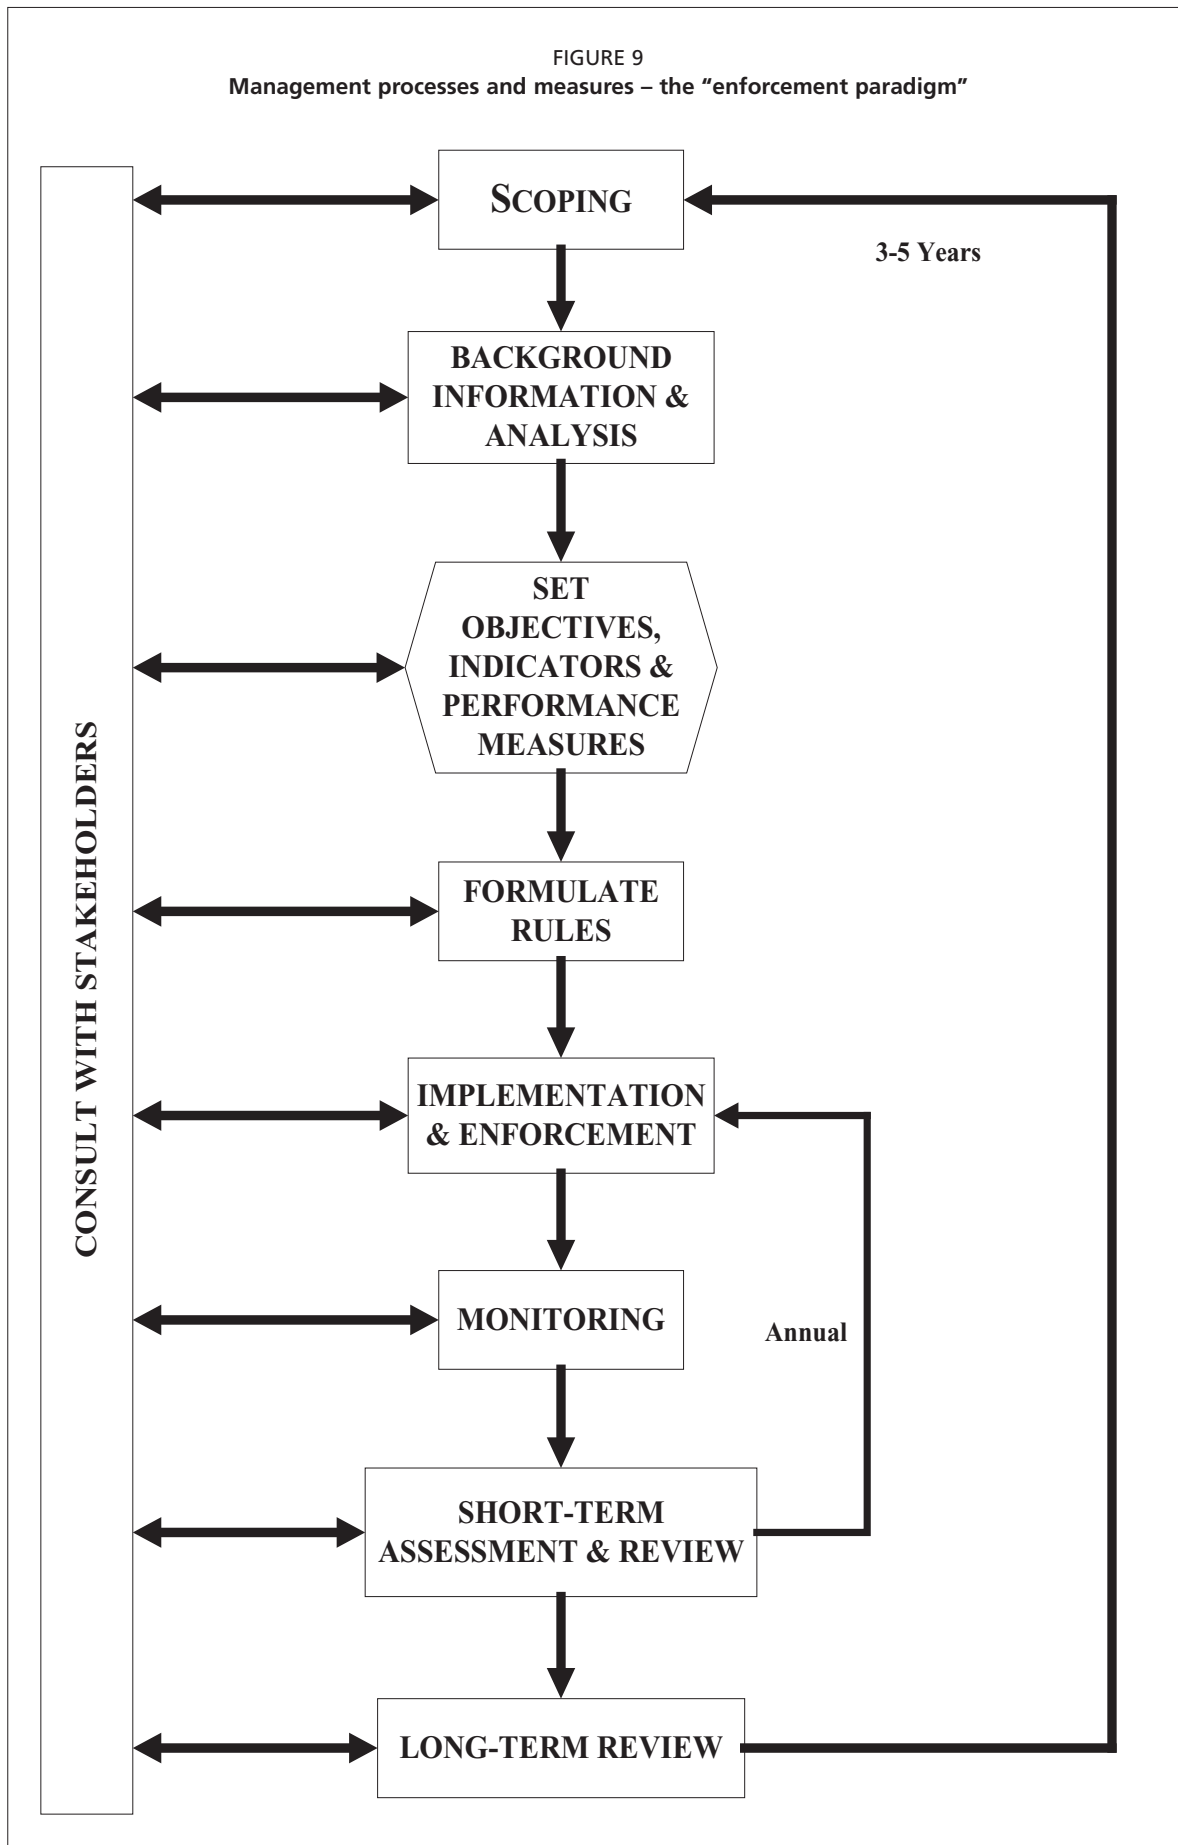 FIGURE 9
Management processes and measures – the “enforcement paradigm”
SCOPING
3-5 Years
BACKGROUND
INFORMATION &
ANALYSIS
SET
OBJECTIVES,
INDICATORS &
PERFORMANCE
MEASURES
CONSULT WITH STAKEHOLDERS
FORMULATE
RULES
IMPLEMENTATION
& ENFORCEMENT
MONITORING
Annual
SHORT-TERM
ASSESSMENT & REVIEW
LONG-TERM REVIEW